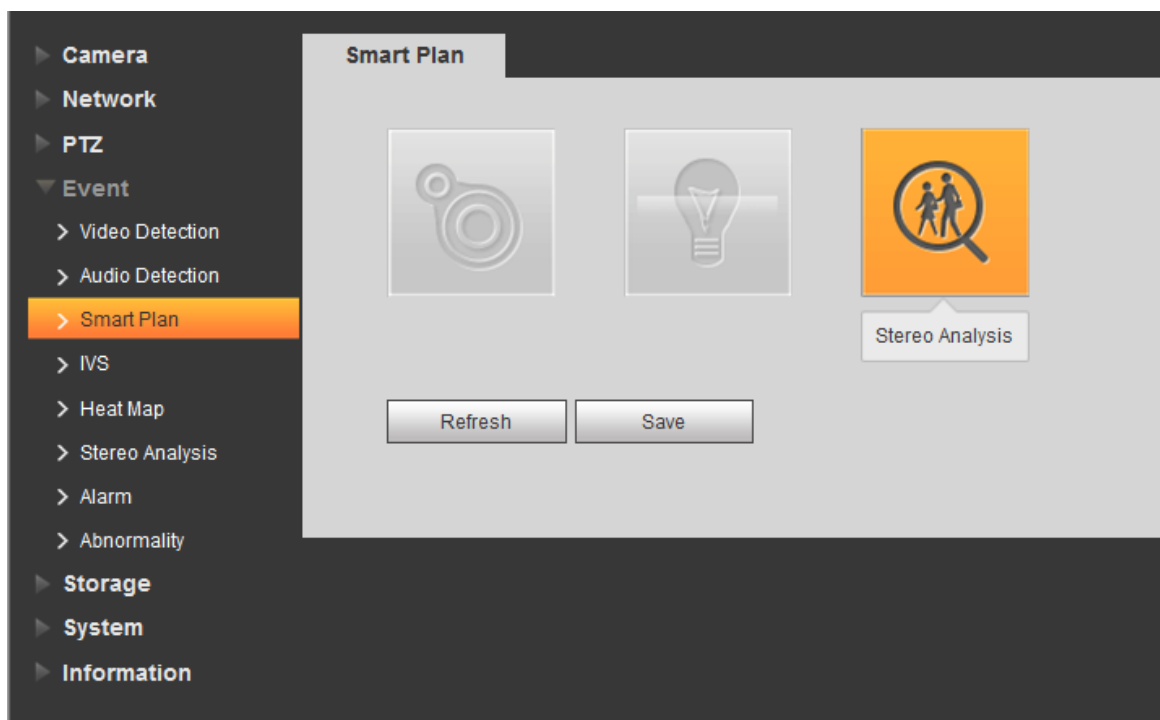 Camera
Network
PTZ
Event
Video Detection
Audio Detection
Smart Plan
IVS
Heat Map
Stereo Analysis
Alarm
Abnormality
Storage
System
Information
Smart Plan
Stereo Analysis
Refresh
Save